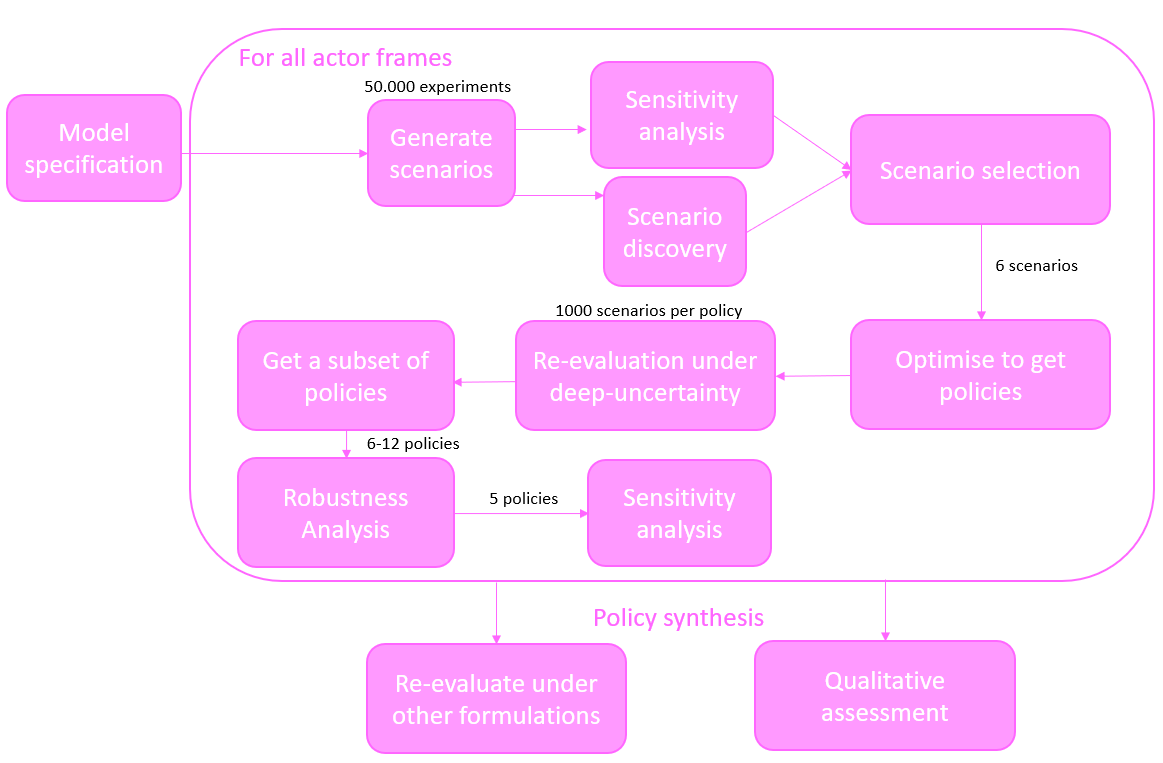 For all actor frames
50.000 experiments
Model
specification
Generate
scenarios
Sensitivity
analysis
Scenario
discovery
Scenario selection
6 scenarios
1000 scenarios per policy
Optimise to get
policies
Re-evaluation under
deep-uncertainty
Get a subset of
policies
6-12 policies
Robustness
Analysis
5 policies
Sensitivity
analysis
Policy synthesis
Re-evaluate under
other formulations
Qualitative
assessment